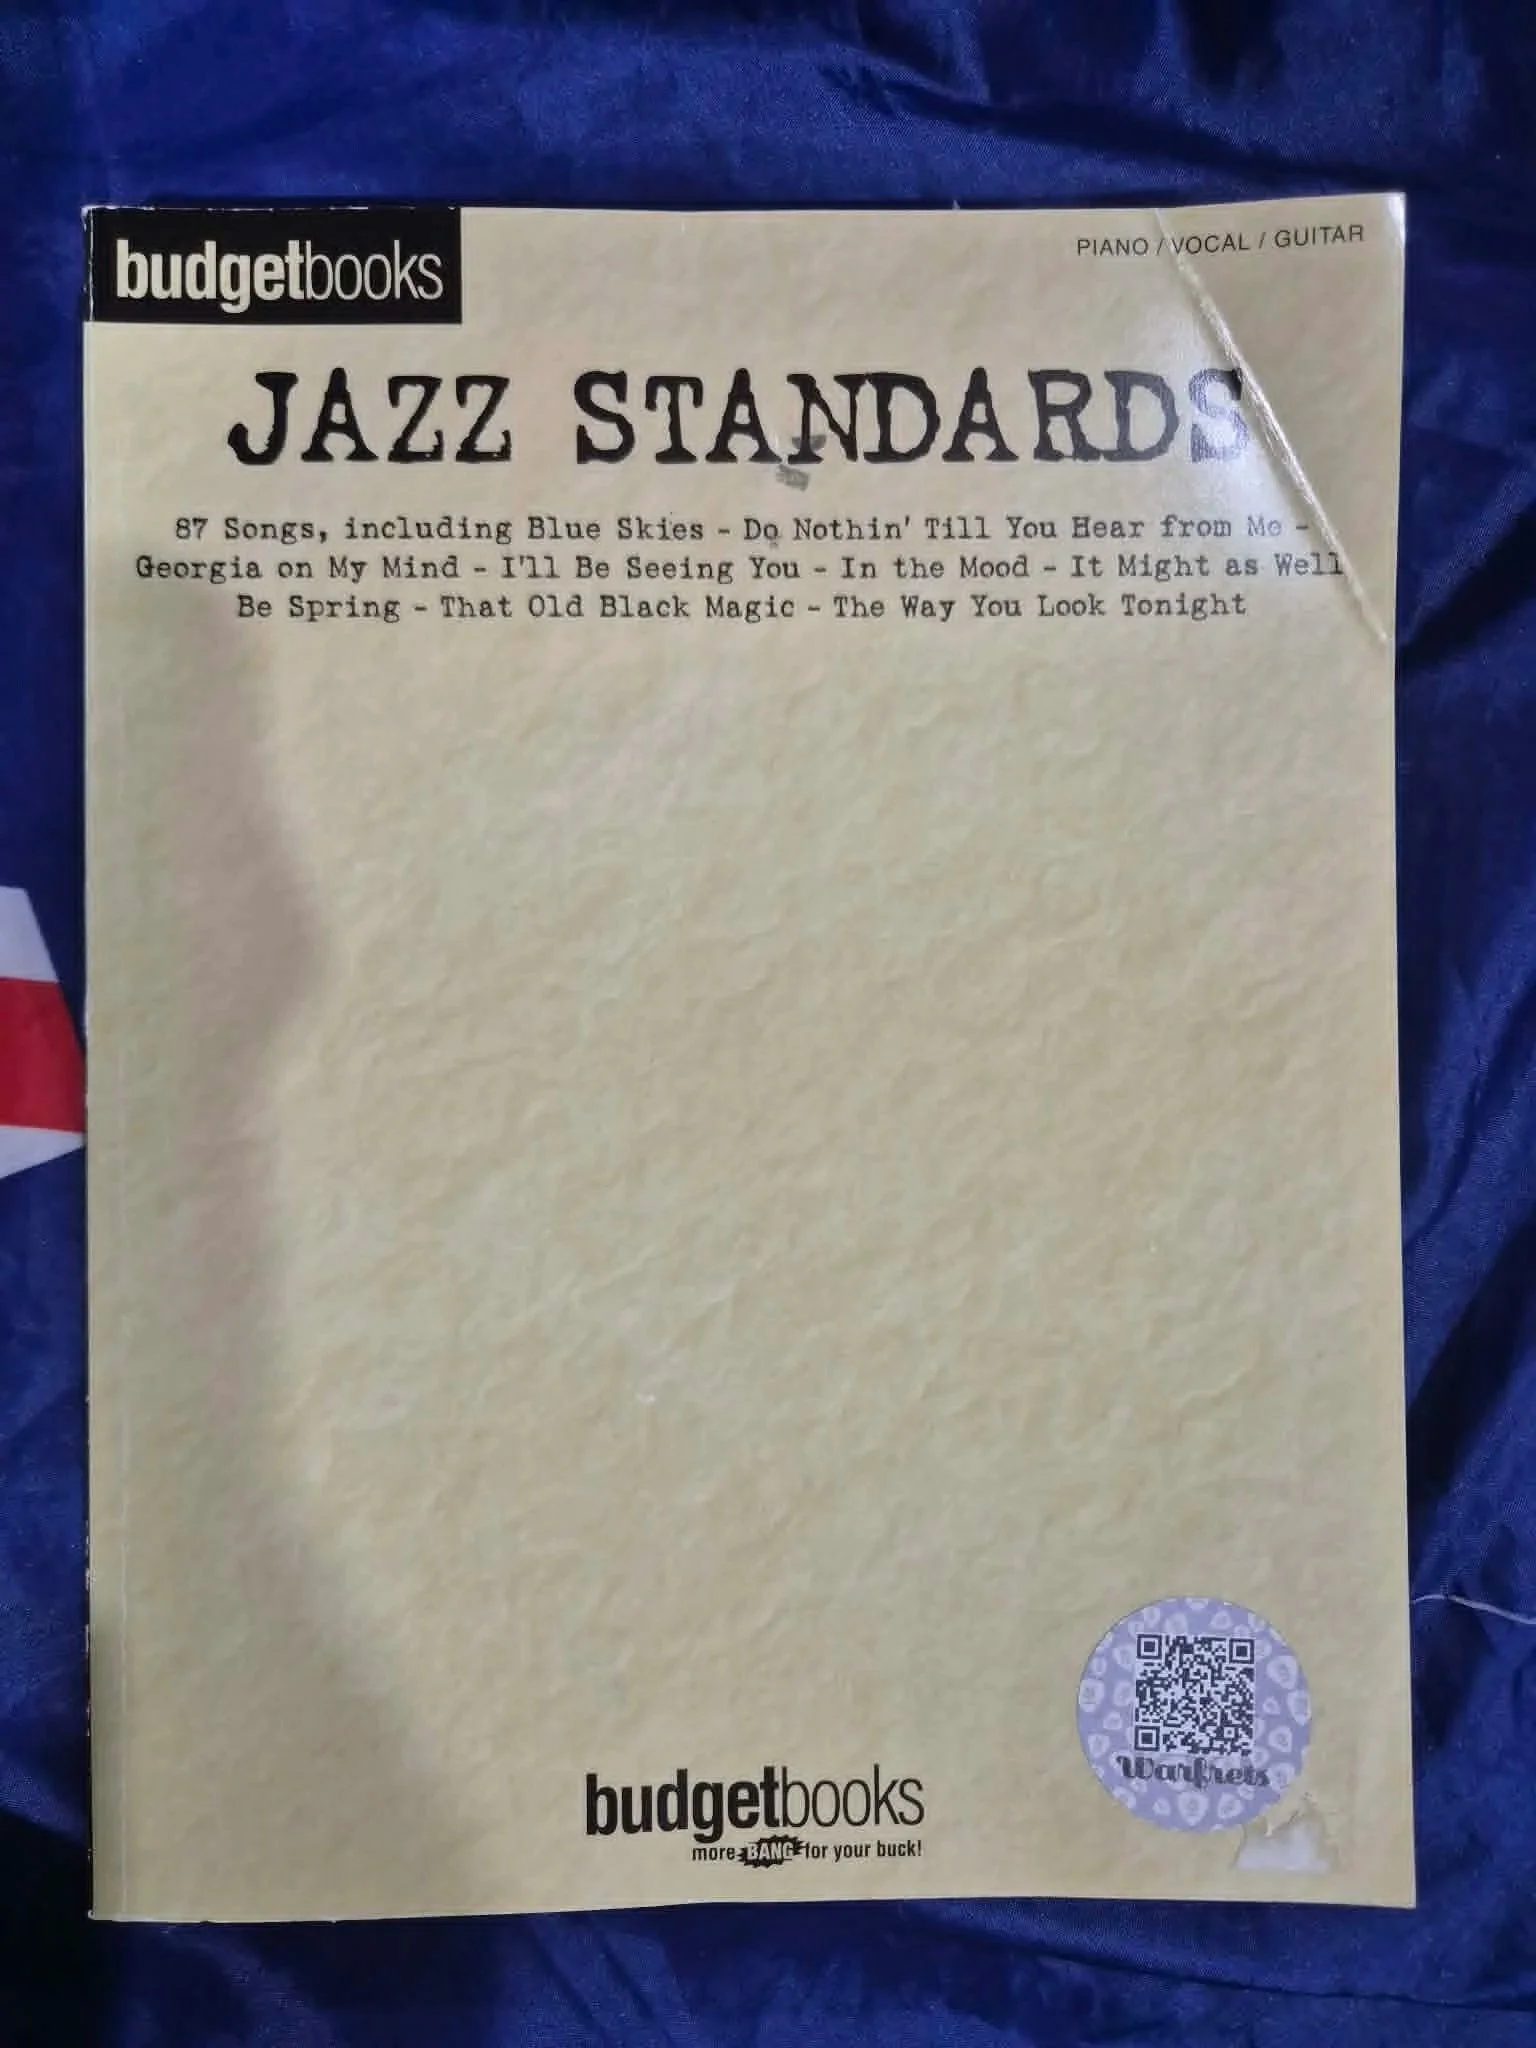 budgetbooks
PIANO / VOCAL / GUITAR
JAZZ STANDARDS
87 Songs, including Blue Skies - Do Nothin' Till You Hear from Me -
Georgia on My Mind - I'll Be Seeing You - In the Mood - It Might as Well
Be Spring - That Old Black Magic - The Way You Look Tonight
Warfrets
budgetbooks
more BANG for your buck!